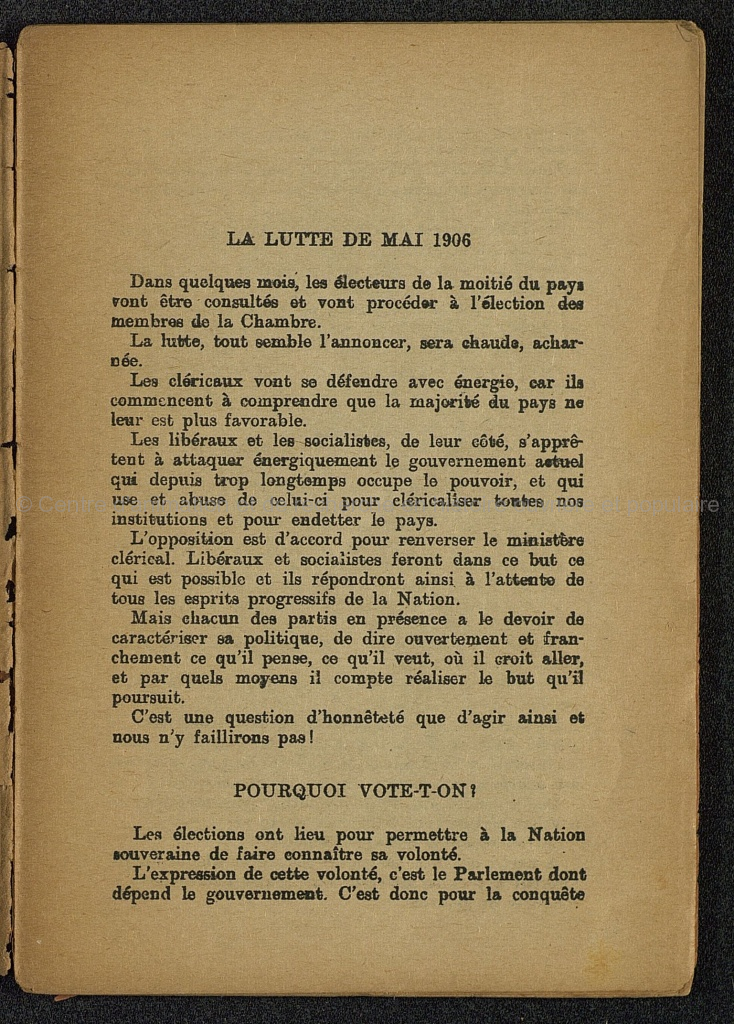 LA LUTTE DE MAI 1906
Dans quelques mois, les électeurs de la moitié du pays
vont être consultés et vont procéder à l'élection des
membres de la Chambre.
La lutte, tout semble l'annoncer, sera chaude, achar-
née.
Les cléricaux vont se défendre avec énergie, car ils
commencent à comprendre que la majorité du pays ne
leur est plus favorable.
Les libéraux et les socialistes, de leur côté, s'apprê-
tent à attaquer énergiquement le gouvernement actuel
qui depuis trop longtemps occupe le pouvoir, et qui
use et abuse de celui-ci pour cléricaliser toutes nos
institutions et pour endetter le pays.
L'opposition est d'accord pour renverser le ministère
clérical. Libéraux et socialistes feront dans ce but ce
qui est possible et ils répondront ainsi à l'attente de
tous les esprits progressifs de la Nation.
Mais chacun des partis en présence a le devoir de
caractériser sa politique, de dire ouvertement et fran-
chement ce qu'il pense, ce qu'il veut, où il croit aller,
et par quels moyens il compte réaliser le but qu'il
poursuit.
C'est une question d'honnêteté que d'agir ainsi et
nous n'y faillirons pas!
POURQUOI VOTE-T-ON?
Les élections ont lieu pour permettre à la Nation
souveraine de faire connaître sa volonté.
L'expression de cette volonté, c'est le Parlement dont
dépend le gouvernement. C'est donc pour la conquête